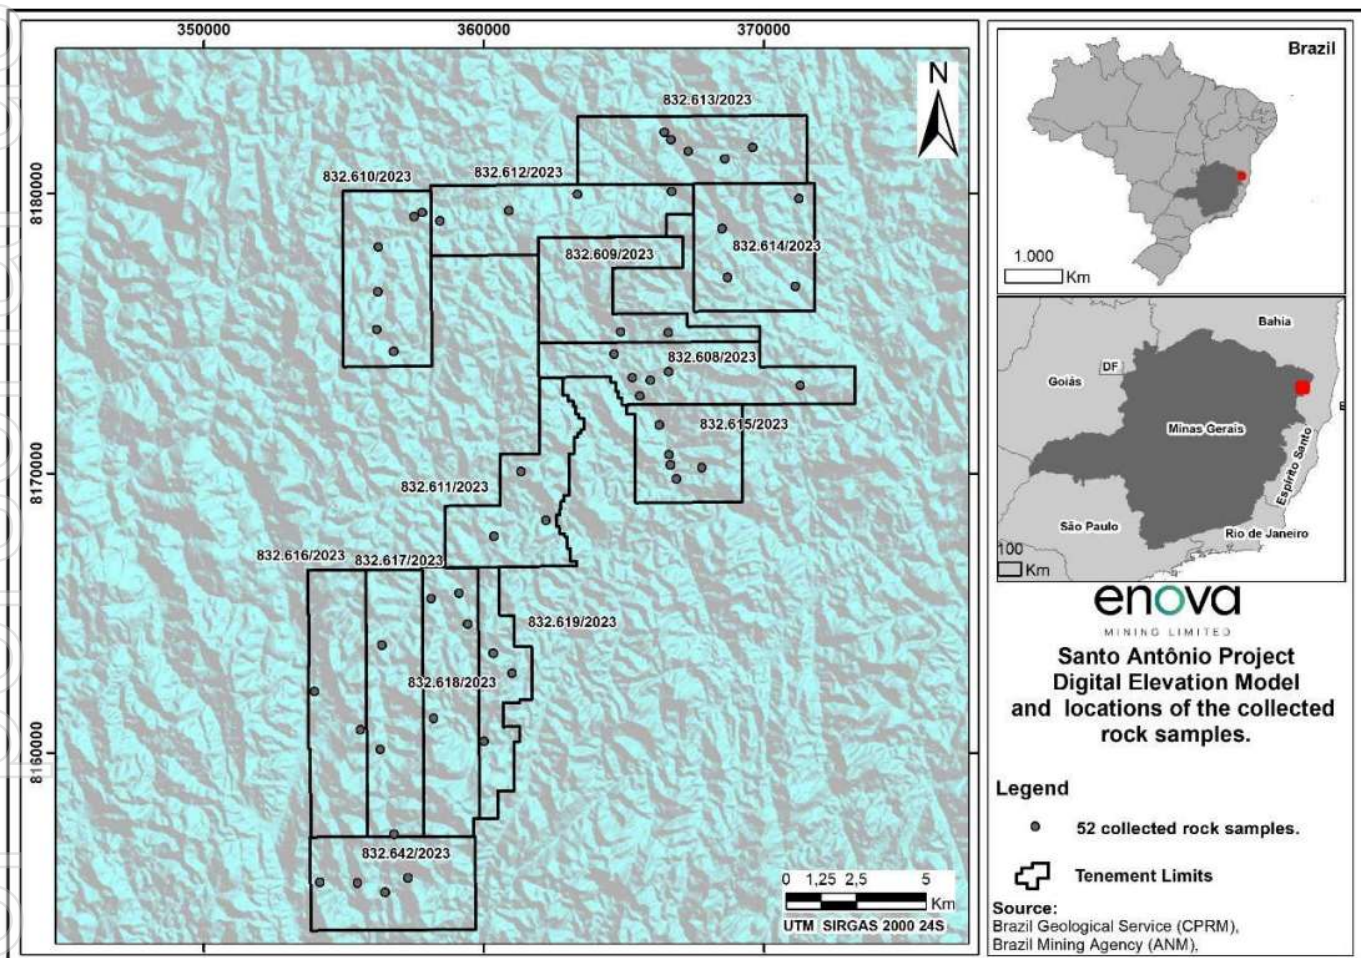 350000
360000
370000
8180000
8170000
8160000
N
832.613/2023
832.610/2023
832.612/2023
832.609/2023
832.614/2023
832.608/2023
832.615/2023
832.611/2023
832.616/2023
832.617/2023
832.619/2023
832.618/2023
832.642/2023
0 1,25 2,5 5
Km
UTM SIRGAS 2000 24S
Brazil
1.000
Km
Bahia
DF
Goiás
Minas Gerais
Espírito Santo
São Paulo
Rio de Janeiro
100
Km
enova
MINING LIMITED
Santo Antônio Project
Digital Elevation Model
and locations of the collected
rock samples.
Legend
52 collected rock samples.
Tenement Limits
Source:
Brazil Geological Service (CPRM),
Brazil Mining Agency (ANM),